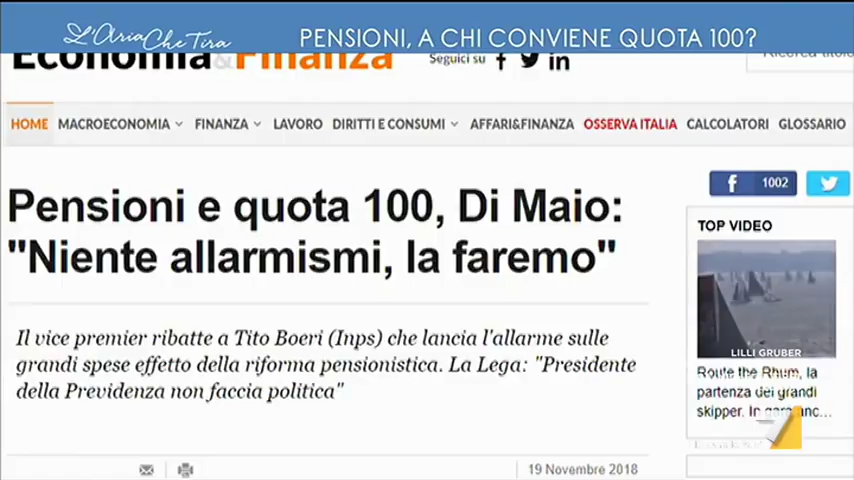 L'Aria Che Tira
PENSIONI, A CHI CONVIENE QUOTA 100?
Economia&Finanza
Seguici su
HOME MACROECONOMIA FINANZA LAVORO DIRITTI E CONSUMI AFFARI&FINANZA OSSERVA ITALIA CALCOLATORI GLOSSARIO
1002
Pensioni e quota 100, Di Maio:
"Niente allarmismi, la faremo"
TOP VIDEO
Il vice premier ribatte a Tito Boeri (Inps) che lancia l'allarme sulle
grandi spese effetto della riforma pensionistica. La Lega: "Presidente
della Previdenza non faccia politica"
LILLI GRUBER
Route the Rhum, la
partenza dei grandi
skipper. In
19 Novembre 2018